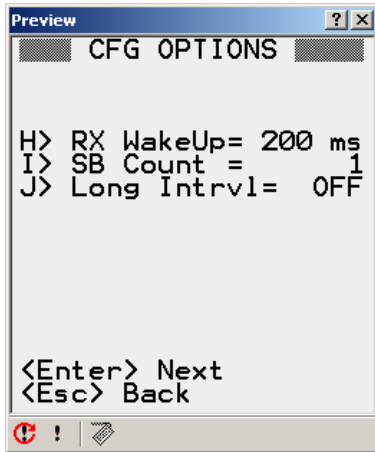 Preview
CFG OPTIONS
H> RX WakeUp= 200 ms
I> SB Count = 1
J> Long Intrvl= OFF
<Enter> Next
<Esc> Back